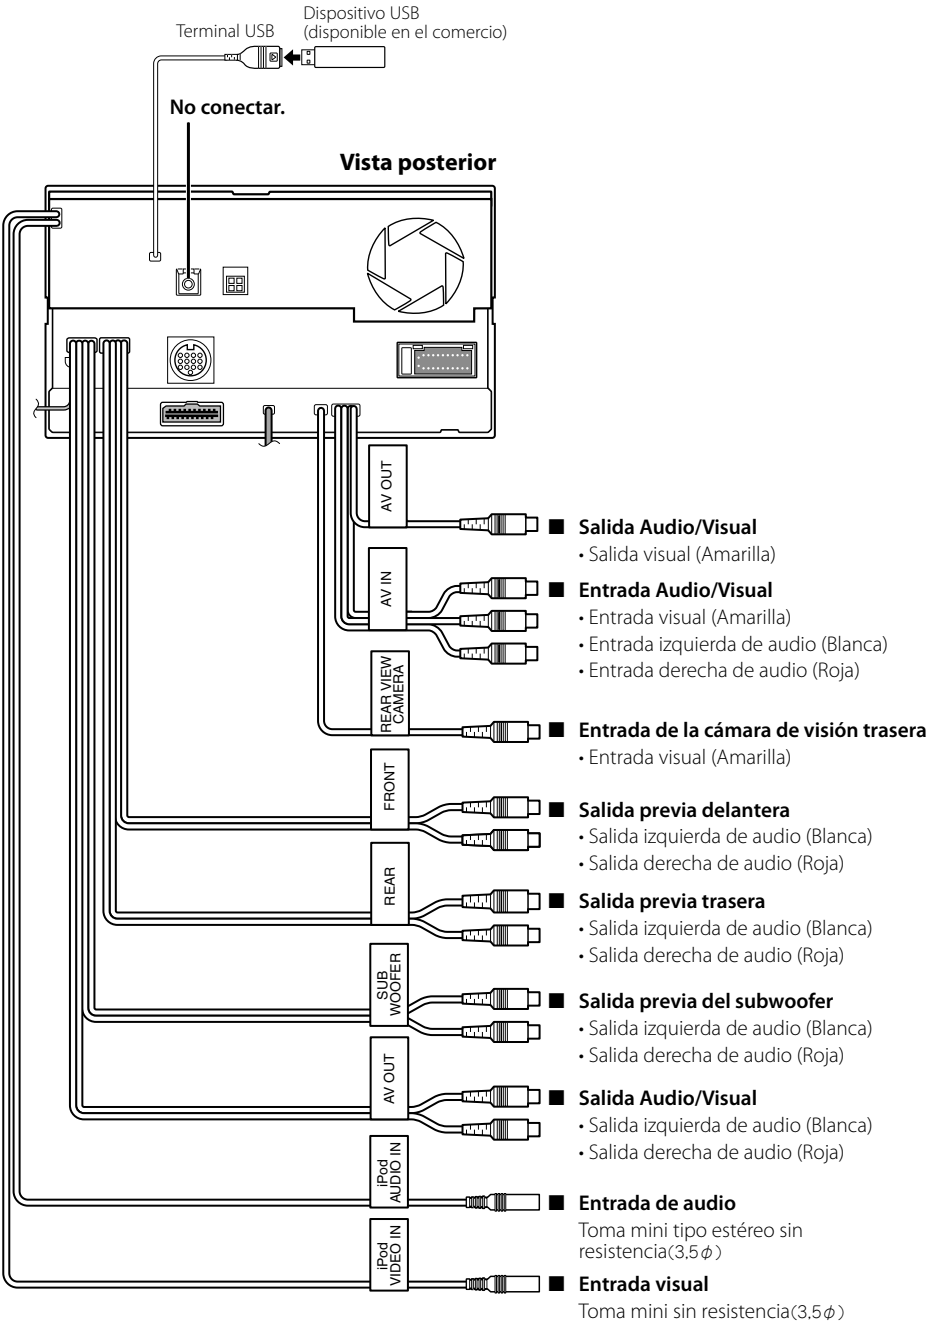 Dispositivo USB
(disponible en el comercio)
Terminal USB
No conectar.
Vista posterior
AV OUT
■ Salida Audio/Visual
• Salida visual (Amarilla)
AV IN
■ Entrada Audio/Visual
• Entrada visual (Amarilla)
• Entrada izquierda de audio (Blanca)
• Entrada derecha de audio (Roja)
REAR VIEW
CAMERA
■ Entrada de la cámara de visión trasera
• Entrada visual (Amarilla)
FRONT
■ Salida previa delantera
• Salida izquierda de audio (Blanca)
• Salida derecha de audio (Roja)
REAR
■ Salida previa trasera
• Salida izquierda de audio (Blanca)
• Salida derecha de audio (Roja)
SUB
WOOFER
■ Salida previa del subwoofer
• Salida izquierda de audio (Blanca)
• Salida derecha de audio (Roja)
AV OUT
■ Salida Audio/Visual
• Salida izquierda de audio (Blanca)
• Salida derecha de audio (Roja)
iPod
AUDIO IN
■ Entrada de audio
Toma mini tipo estéreo sin
resistencia(3,5ϕ)
iPod
VIDEO IN
■ Entrada visual
Toma mini sin resistencia(3,5ϕ)